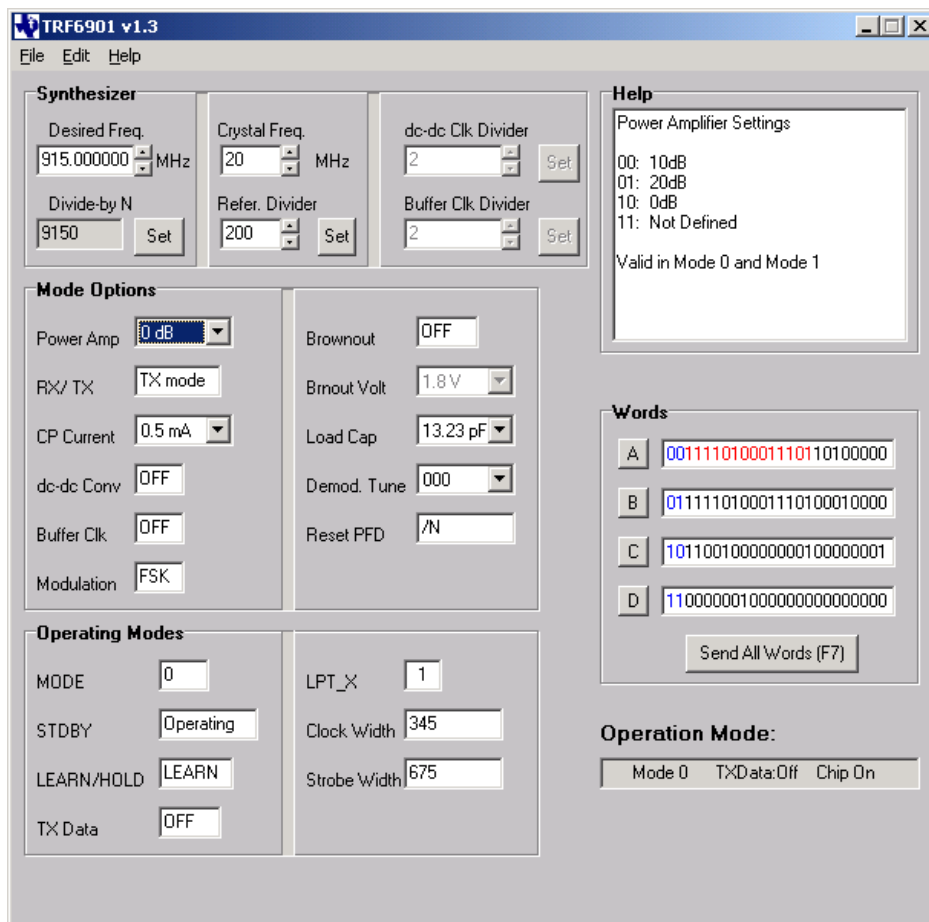 TRF6901 v1.3
File Edit Help
Synthesizer
Desired Freq.
915.000000 MHz
Divide-by N
9150 Set
Crystal Freq.
20 MHz
Refer. Divider
200 Set
dc-dc Clk Divider
2 Set
Buffer Clk Divider
2 Set
Help
Power Amplifier Settings
00: 10dB
01: 20dB
10: 0dB
11: Not Defined
Valid in Mode 0 and Mode 1
Mode Options
Power Amp 0 dB
RX/ TX TX mode
CP Current 0.5 mA
dc-dc Conv OFF
Buffer Clk OFF
Modulation FSK
Brownout OFF
Brnout Volt 1.8 V
Load Cap 13.23 pF
Demod. Tune 000
Reset PFD /N
Words
A 001111010001110110100000
B 011111010001110100010000
C 101100100000000100000001
D 110000001000000000000000
Send All Words (F7)
Operating Modes
MODE 0
STDBY Operating
LEARN/HOLD LEARN
TX Data OFF
LPT_X 1
Clock Width 345
Strobe Width 675
Operation Mode:
Mode 0 TXData:Off Chip On